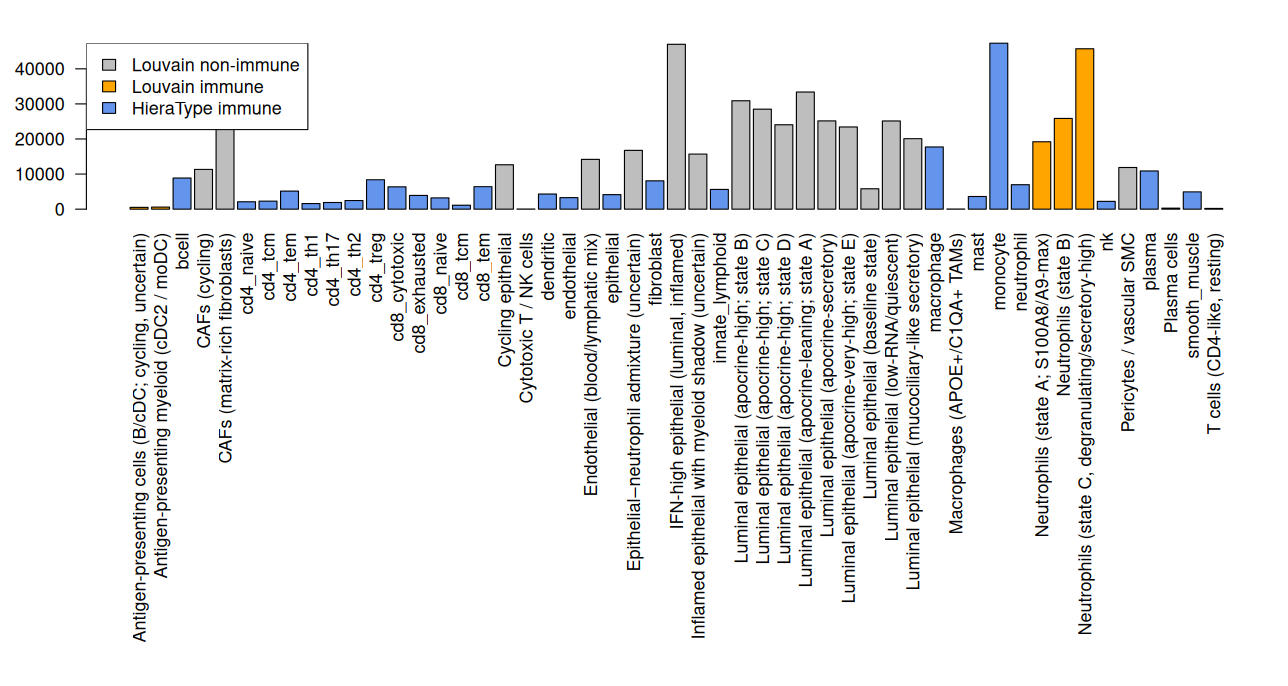 Louvain non-immune
Louvain immune
HieraType immune
40000
30000
20000
10000
0
Antigen-presenting cells (B/cDC; cycling, uncertain)
Antigen-presenting myeloid (cDC2 / moDC)
bcell
CAFs (cycling)
CAFs (matrix-rich fibroblasts)
cd4_naive
cd4_tcm
cd4_tem
cd4_th1
cd4_th17
cd4_th2
cd4_treg
cd8_cytotoxic
cd8_exhausted
cd8_naive
cd8_tcm
cd8_tem
Cycling epithelial
Cytotoxic T / NK cells
dendritic
endothelial
Endothelial (blood/lymphatic mix)
epithelial
Epithelial–neutrophil admixture (uncertain)
fibroblast
IFN-high epithelial (luminal, inflamed)
Inflamed epithelial with myeloid shadow (uncertain)
innate_lymphoid
Luminal epithelial (apocrine-high; state B)
Luminal epithelial (apocrine-high; state C)
Luminal epithelial (apocrine-high; state D)
Luminal epithelial (apocrine-leaning; state A)
Luminal epithelial (apocrine-secretory)
Luminal epithelial (apocrine-very-high; state E)
Luminal epithelial (baseline state)
Luminal epithelial (low-RNA/quiescent)
Luminal epithelial (mucociliary-like secretory)
macrophage
Macrophages (APOE+/C1QA+ TAMs)
mast
monocyte
neutrophil
Neutrophils (state A; S100A8/A9-max)
Neutrophils (state B)
Neutrophils (state C, degranulating/secretory-high)
nk
Pericytes / vascular SMC
plasma
Plasma cells
smooth_muscle
T cells (CD4-like, resting)